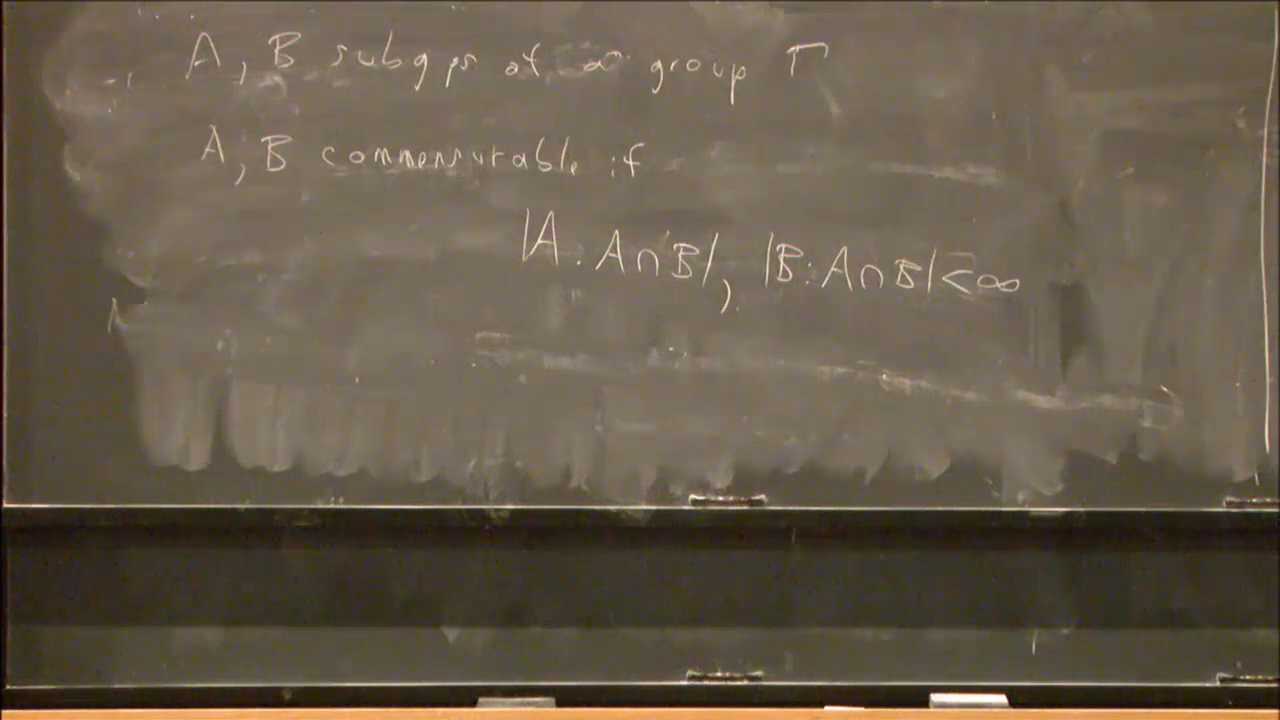 A, B subgps of ∞ group Γ
A, B commensurable if
|A : A∩B|, |B : A∩B| < ∞